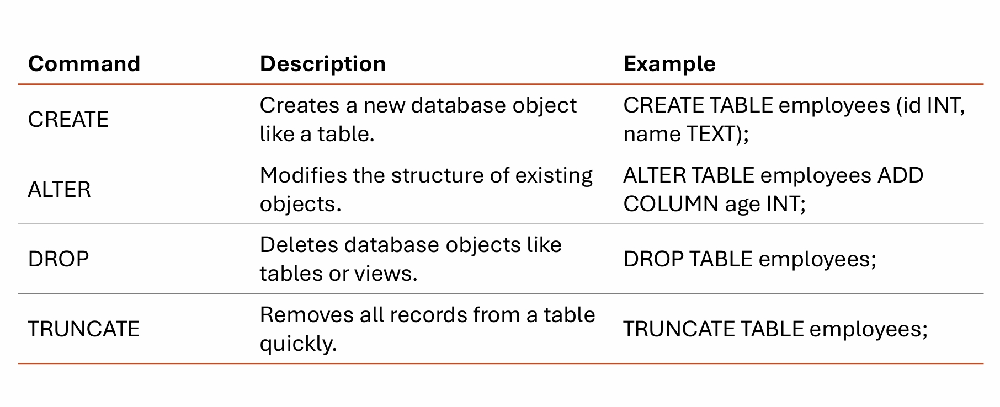 Command Description Example
CREATE
Creates a new database object
like a table.
CREATE TABLE employees (id INT,
name TEXT);
ALTER
Modifies the structure of existing
objects.
ALTER TABLE employees ADD
COLUMN age INT;
DROP
Deletes database objects like
tables or views.
DROP TABLE employees;
TRUNCATE
Removes all records from a table
quickly.
TRUNCATE TABLE employees;